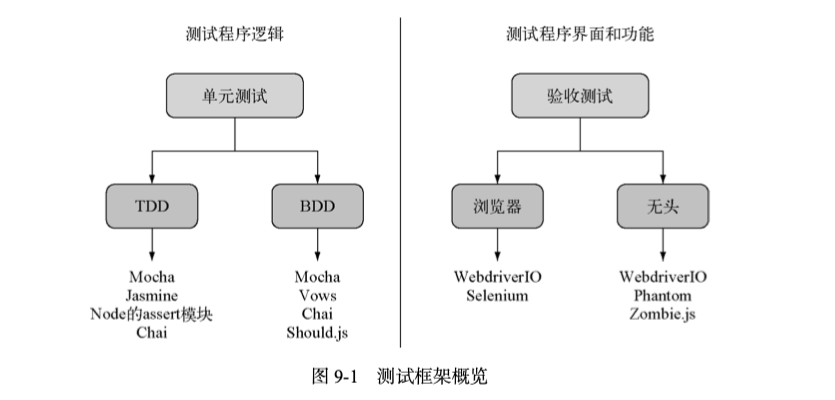 测试程序逻辑
单元测试
TDD
BDD
Mocha
Jasmine
Node的assert模块
Chai
Mocha
Vows
Chai
Should.js
测试程序界面和功能
验收测试
浏览器
无头
WebdriverIO
Selenium
WebdriverIO
Phantom
Zombie.js
图 9-1 测试框架概览